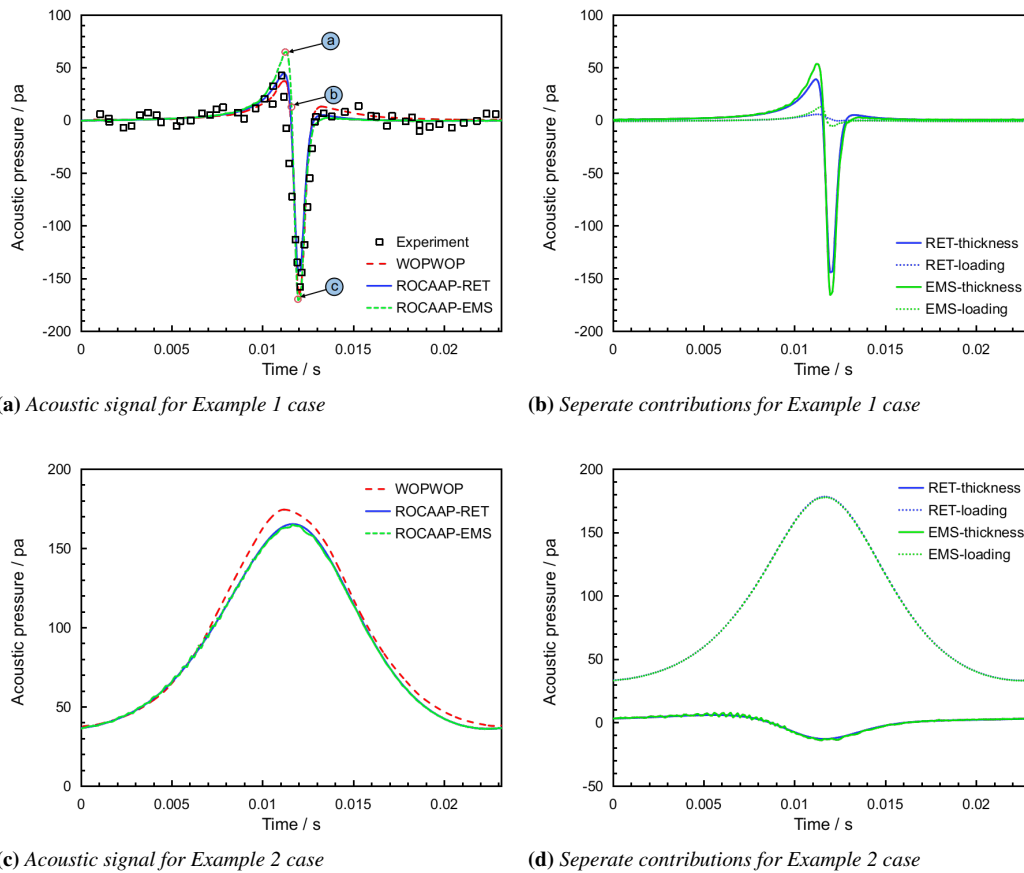 100
50
0
-50
-100
-150
-200
Acoustic pressure / pa
a
b
c
Experiment
WOPWOP
ROCAAP-RET
ROCAAP-EMS
0
0.005
0.01
0.015
0.02
Time / s
(a) Acoustic signal for Example 1 case
100
50
0
-50
-100
-150
-200
Acoustic pressure / pa
RET-thickness
RET-loading
EMS-thickness
EMS-loading
0
0.005
0.01
0.015
0.02
Time / s
(b) Seperate contributions for Example 1 case
200
150
100
50
0
Acoustic pressure / pa
WOPWOP
ROCAAP-RET
ROCAAP-EMS
0
0.005
0.01
0.015
0.02
Time / s
(c) Acoustic signal for Example 2 case
200
150
100
50
0
-50
Acoustic pressure / pa
RET-thickness
RET-loading
EMS-thickness
EMS-loading
0
0.005
0.01
0.015
0.02
Time / s
(d) Seperate contributions for Example 2 case